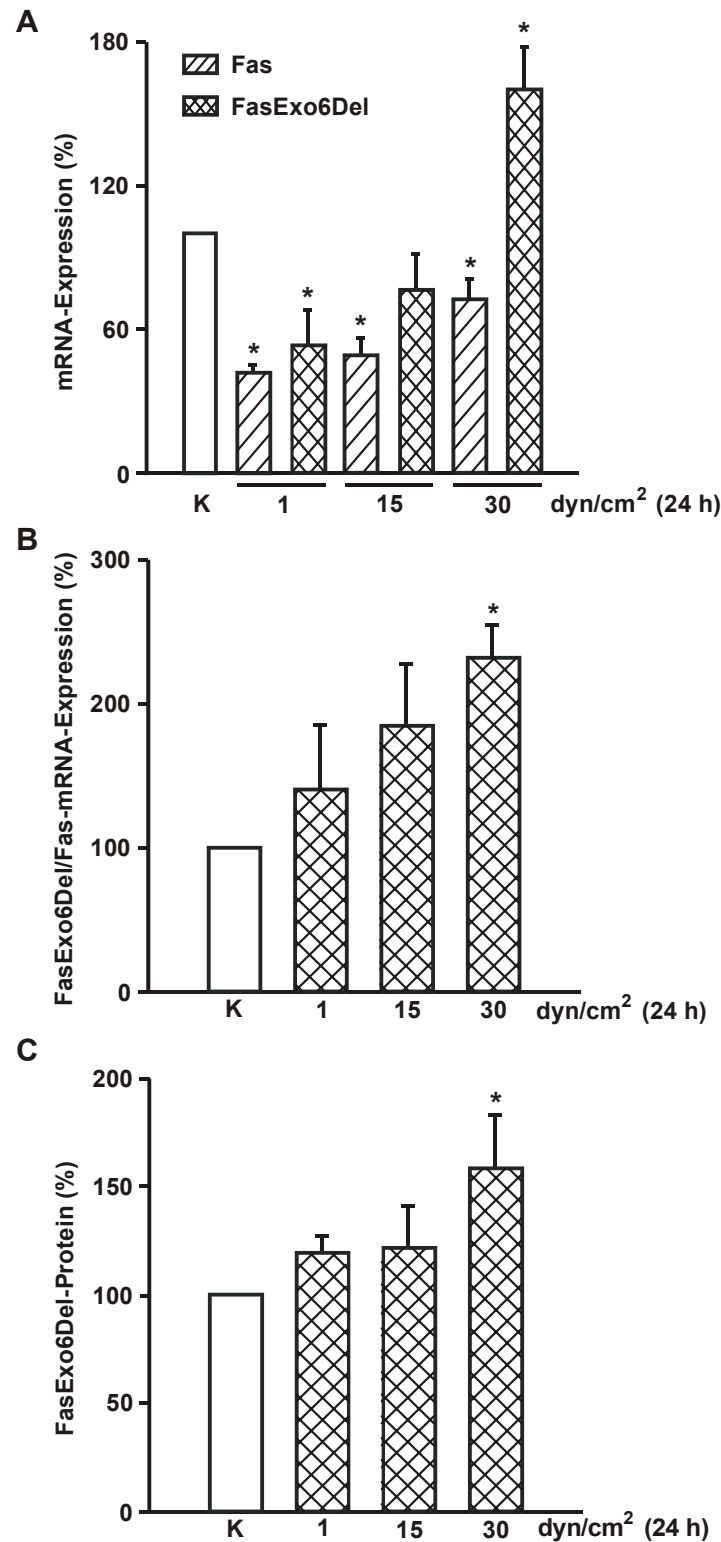 A
mRNA-Expression (%)
180
120
60
0
Fas
FasExo6Del
*
*
*
*
*
K 1 15 30 dyn/cm² (24 h)
B
FasExo6Del/Fas-mRNA-Expression (%)
300
200
100
0
*
K 1 15 30 dyn/cm² (24 h)
C
FasExo6Del-Protein (%)
200
150
100
50
0
*
K 1 15 30 dyn/cm² (24 h)